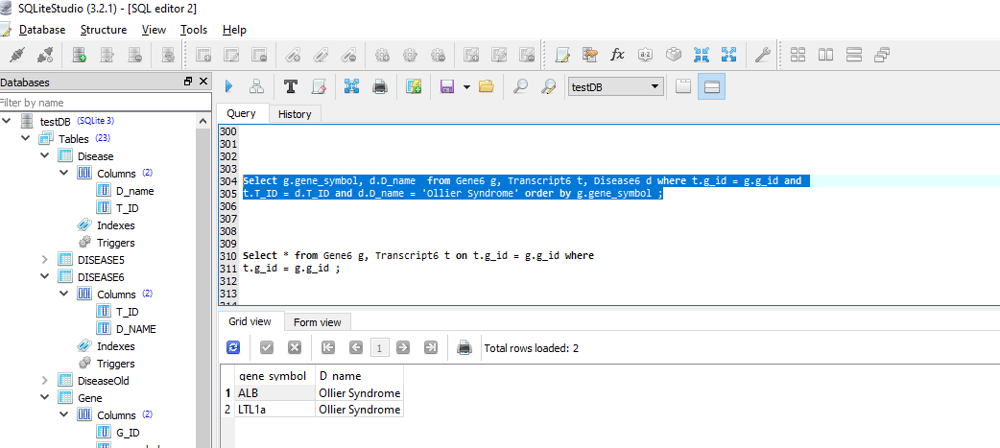 SQLiteStudio (3.2.1) - [SQL editor 2]
Database Structure View Tools Help
Databases
Filter by name
testDB (SQLite 3)
Tables (23)
Disease
Columns (2)
D_name
T_ID
Indexes
Triggers
DISEASE5
DISEASE6
Columns (2)
T_ID
D_NAME
Indexes
Triggers
DiseaseOld
Gene
Columns (2)
G_ID
testDB
Query History
300
301
302
303
304 Select g.gene_symbol, d.D_name from Gene6 g, Transcript6 t, Disease6 d where t.g_id = g.g_id and
305 t.T_ID = d.T_ID and d.D_name = 'Ollier Syndrome' order by g.gene_symbol ;
306
307
308
309
310 Select * from Gene6 g, Transcript6 t on t.g_id = g.g_id where
311 t.g_id = g.g_id ;
312
313
Grid view Form view
1 Total rows loaded: 2
gene_symbol D_name
1 ALB Ollier Syndrome
2 LTL1a Ollier Syndrome